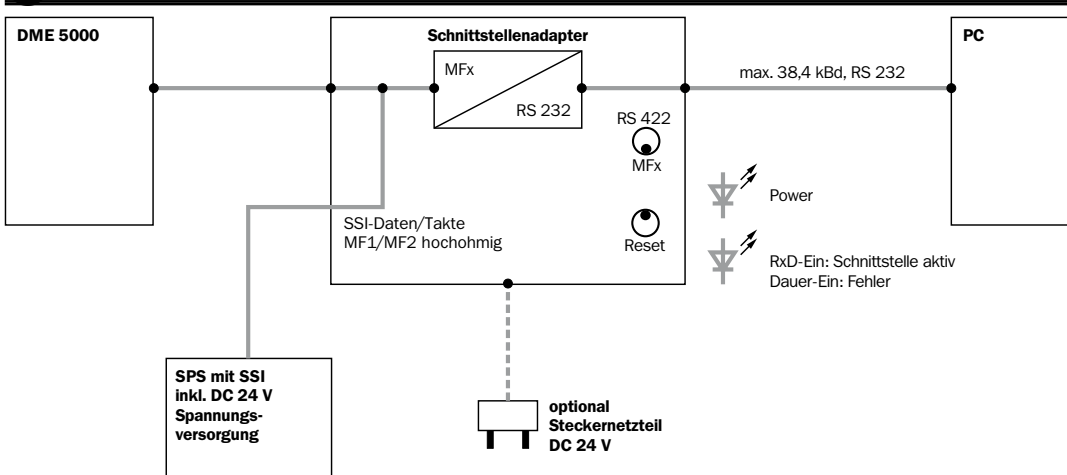 DME 5000
Schnittstellenadapter
PC
MFx
RS 232
max. 38,4 kBd, RS 232
RS 422
MFx
Reset
SSI-Daten/Takte
MF1/MF2 hochohmig
Power
RxD-Ein: Schnittstelle aktiv
Dauer-Ein: Fehler
SPS mit SSI
inkl. DC 24 V
Spannungs-
versorgung
optional
Steckernetzteil
DC 24 V